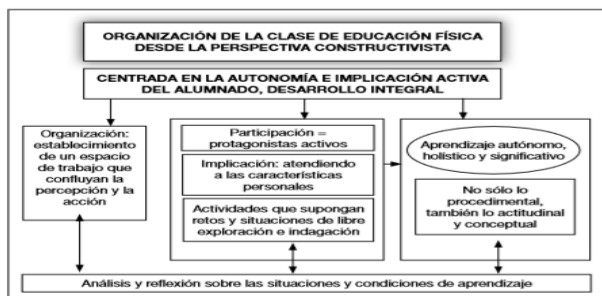 ORGANIZACIÓN DE LA CLASE DE EDUCACIÓN FÍSICA
DESDE LA PERSPECTIVA CONSTRUCTIVISTA
CENTRADA EN LA AUTONOMÍA E IMPLICACIÓN ACTIVA
DEL ALUMNADO, DESARROLLO INTEGRAL
Organización:
establecimiento
de un espacio
de trabajo que
confluyan la
percepción y la
acción
Participación =
protagonistas activos
Implicación: atendiendo
a las características
personales
Actividades que supongan
retos y situaciones de libre
exploración e indagación
Aprendizaje autónomo,
holístico y significativo
No sólo lo
procedimental,
también lo actitudinal
y conceptual
Análisis y reflexión sobre las situaciones y condiciones de aprendizaje